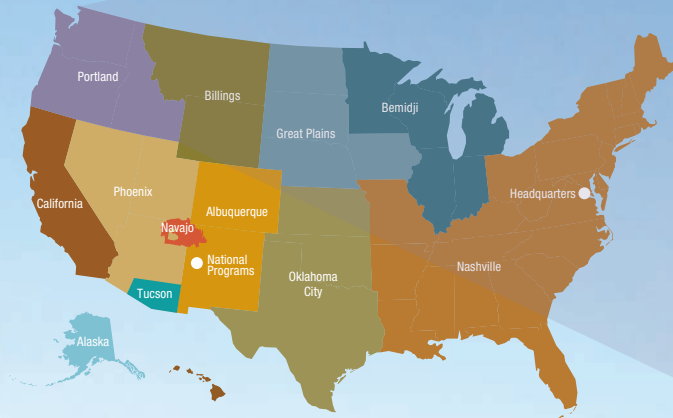 Portland
Billings
Bemidji
Great Plains
Phoenix
California
Albuquerque
Headquarters
Navajo
National
Programs
Nashville
Oklahoma
City
Tucson
Alaska